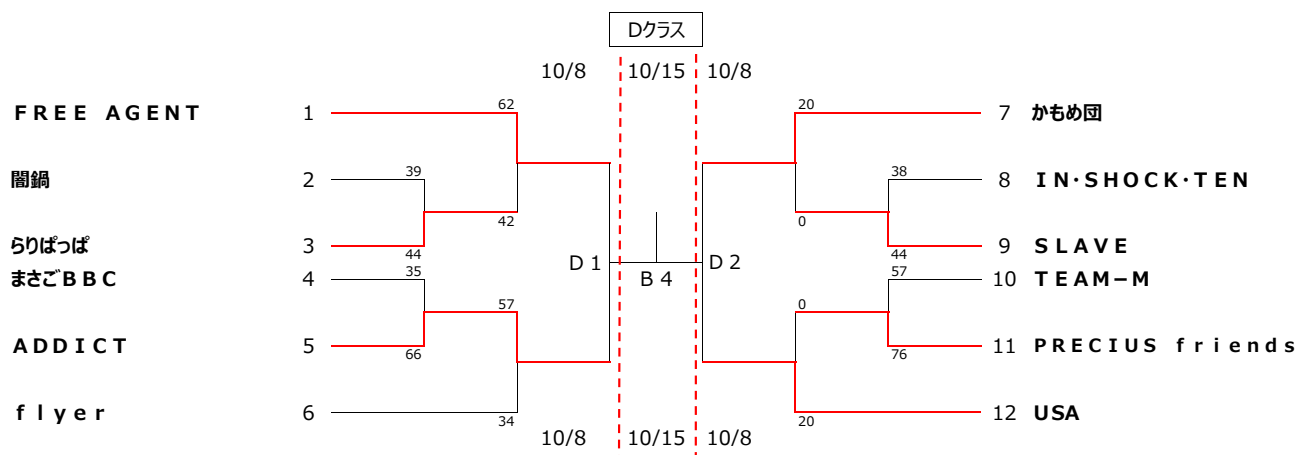 Dクラス
10/8 10/15 10/8
FREE AGENT 1 62 20 7 かもめ団
闇鍋 2 39 38 8 IN・SHOCK・TEN
42 0
らりぱっぱ 3 44 44 9 SLAVE
D1 B4 D2
まさごBBC 4 35 57 10 TEAM−M
57 0
ADDICT 5 66 76 11 PRECIUS friends
flyer 6 34 20 12 USA
10/8 10/15 10/8